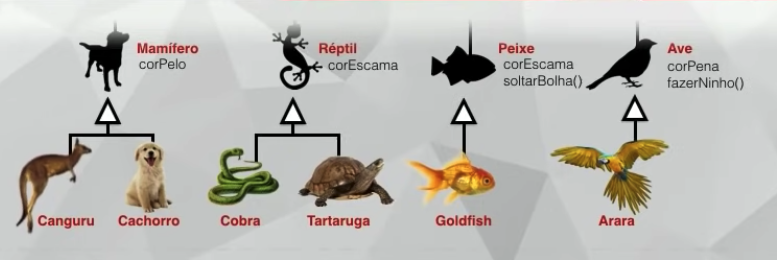 Mamífero
corPelo
Réptil
corEscama
Peixe
corEscama
soltarBolha()
Ave
corPena
fazerNinho()
Canguru
Cachorro
Cobra
Tartaruga
Goldfish
Arara